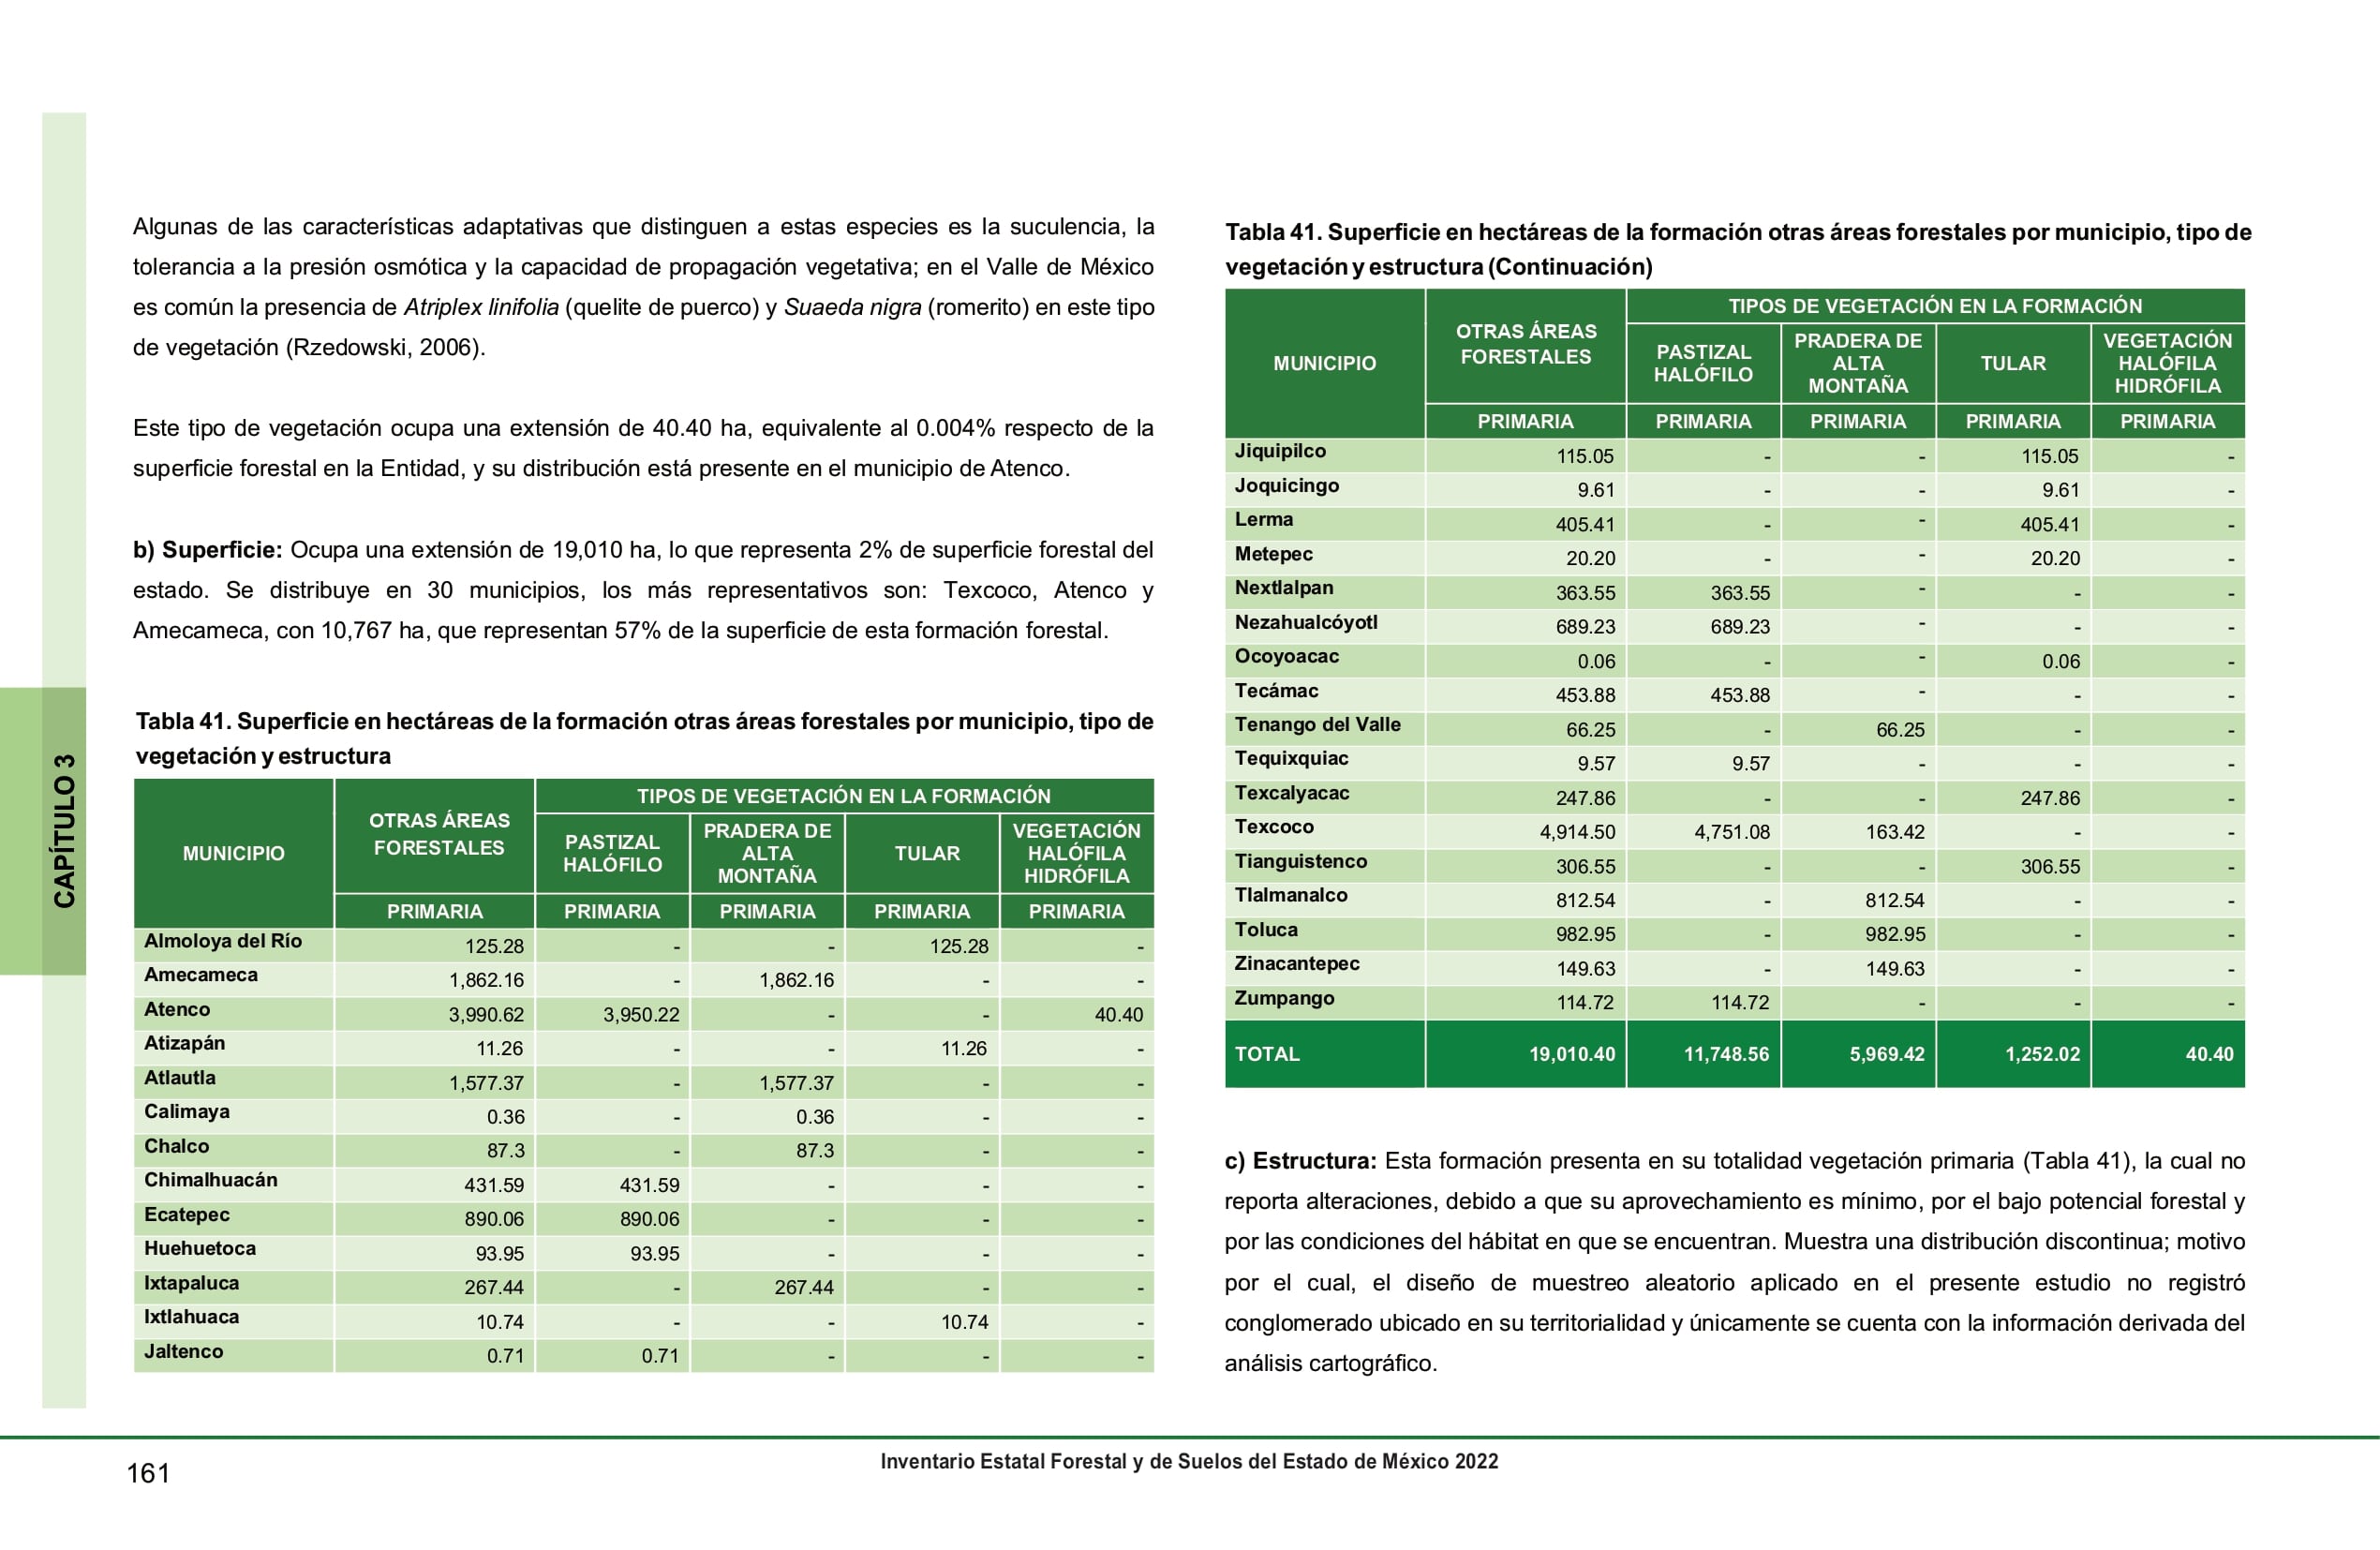 Algunas de las características adaptativas que distinguen a estas especies es la suculencia, la
tolerancia a la presión osmótica y la capacidad de propagación vegetativa; en el Valle de México
es común la presencia de Atriplex linifolia (quelite de puerco) y Suaeda nigra (romerito) en este tipo
de vegetación (Rzedowski, 2006).
Este tipo de vegetación ocupa una extensión de 40.40 ha, equivalente al 0.004% respecto de la
superficie forestal en la Entidad, y su distribución está presente en el municipio de Atenco.
b) Superficie: Ocupa una extensión de 19,010 ha, lo que representa 2% de superficie forestal del
estado. Se distribuye en 30 municipios, los más representativos son: Texcoco, Atenco y
Amecameca, con 10,767 ha, que representan 57% de la superficie de esta formación forestal.
Tabla 41. Superficie en hectáreas de la formación otras áreas forestales por municipio, tipo de
vegetación y estructura
MUNICIPIO
OTRAS ÁREAS
FORESTALES
TIPOS DE VEGETACIÓN EN LA FORMACIÓN
PASTIZAL
HALÓFILO
PRADERA DE
ALTA
MONTAÑA
TULAR
VEGETACIÓN
HALÓFILA
HIDRÓFILA
PRIMARIA PRIMARIA PRIMARIA PRIMARIA PRIMARIA
Almoloya del Río 125.28 - - 125.28 -
Amecameca 1,862.16 - 1,862.16 - -
Atenco 3,990.62 3,950.22 - - 40.40
Atizapán 11.26 - - 11.26 -
Atlautla 1,577.37 - 1,577.37 - -
Calimaya 0.36 - 0.36 - -
Chalco 87.3 - 87.3 - -
Chimalhuacán 431.59 431.59 - - -
Ecatepec 890.06 890.06 - - -
Huehuetoca 93.95 93.95 - - -
Ixtapaluca 267.44 - 267.44 - -
Ixtlahuaca 10.74 - - 10.74 -
Jaltenco 0.71 0.71 - - -
Tabla 41. Superficie en hectáreas de la formación otras áreas forestales por municipio, tipo de
vegetación y estructura (Continuación)
MUNICIPIO
OTRAS ÁREAS
FORESTALES
TIPOS DE VEGETACIÓN EN LA FORMACIÓN
PASTIZAL
HALÓFILO
PRADERA DE
ALTA
MONTAÑA
TULAR
VEGETACIÓN
HALÓFILA
HIDRÓFILA
PRIMARIA PRIMARIA PRIMARIA PRIMARIA PRIMARIA
Jiquipilco 115.05 - - 115.05 -
Joquicingo 9.61 - - 9.61 -
Lerma 405.41 - - 405.41 -
Metepec 20.20 - - 20.20 -
Nextlalpan 363.55 363.55 - - -
Nezahualcóyotl 689.23 689.23 - - -
Ocoyoacac 0.06 - - 0.06 -
Tecámac 453.88 453.88 - - -
Tenango del Valle 66.25 - 66.25 - -
Tequixquiac 9.57 9.57 - - -
Texcalyacac 247.86 - - 247.86 -
Texcoco 4,914.50 4,751.08 163.42 - -
Tianguistenco 306.55 - - 306.55 -
Tlalmanalco 812.54 - 812.54 - -
Toluca 982.95 - 982.95 - -
Zinacantepec 149.63 - 149.63 - -
Zumpango 114.72 114.72 - - -
TOTAL 19,010.40 11,748.56 5,969.42 1,252.02 40.40
c) Estructura: Esta formación presenta en su totalidad vegetación primaria (Tabla 41), la cual no
reporta alteraciones, debido a que su aprovechamiento es mínimo, por el bajo potencial forestal y
por las condiciones del hábitat en que se encuentran. Muestra una distribución discontinua; motivo
por el cual, el diseño de muestreo aleatorio aplicado en el presente estudio no registró
conglomerado ubicado en su territorialidad y únicamente se cuenta con la información derivada del
análisis cartográfico.
CAPÍTULO 3
161
Inventario Estatal Forestal y de Suelos del Estado de México 2022